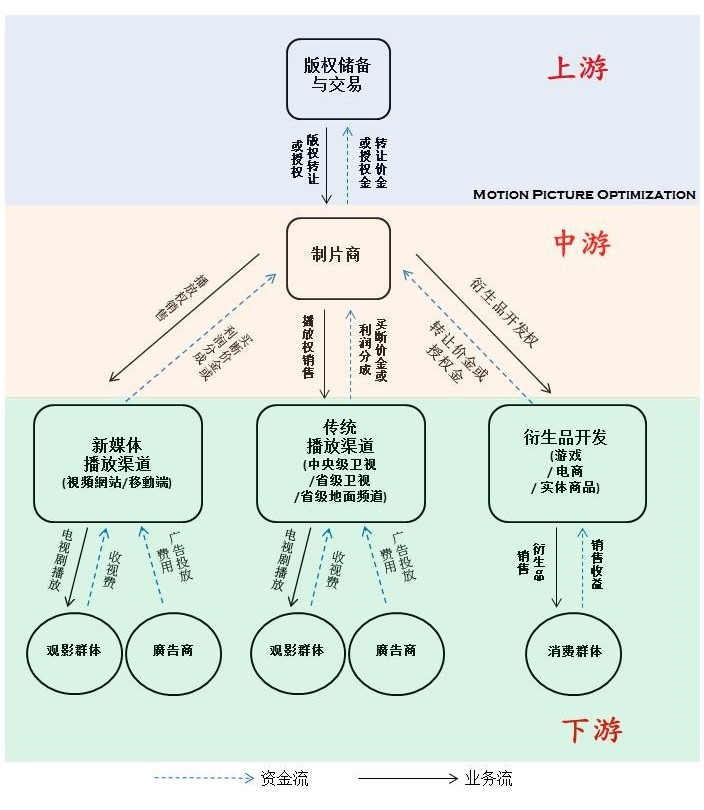 版权储备
与交易
上游
版权转让
或授权
转让价金
或授权金
MOTION PICTURE OPTIMIZATION
中游
制片商
播放权
销售
买断价金或
利润分成
播放权销售
买断价金或
利润分成
衍生品开发权
转让价金或
授权金
新媒体
播放渠道
(視頻網站/移動端)
传统
播放渠道
(中央级卫视
/省级卫视
/省级地面频道)
衍生品开发
(游戏
/电商
/实体商品)
电视剧播放
收视费
广告投放
费用
电视剧播放
收视费
广告投放
费用
衍生品
销售
销售收益
观影群体
廣告商
观影群体
廣告商
消费群体
下游
资金流
业务流